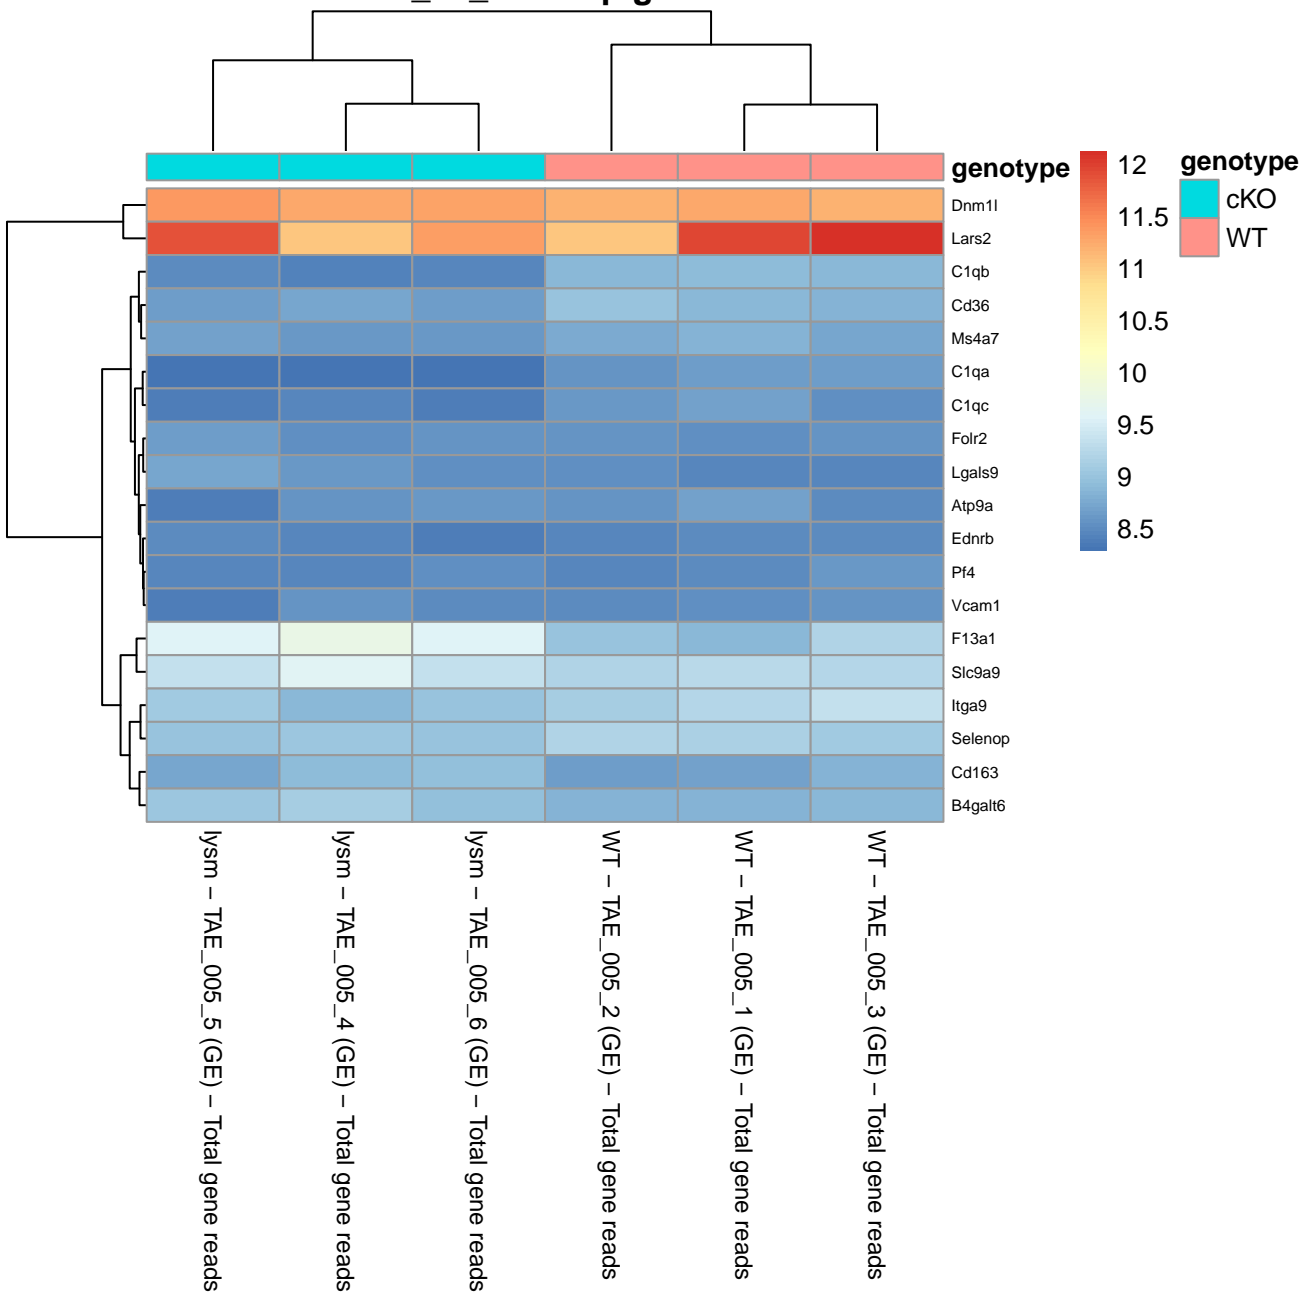 genotype
Dnm1l
Lars2
C1qb
Cd36
Ms4a7
C1qa
C1qc
Folr2
Lgals9
Atp9a
Ednrb
Pf4
Vcam1
F13a1
Slc9a9
Itga9
Selenop
Cd163
B4galt6
12
11.5
11
10.5
10
9.5
9
8.5
genotype
cKO
WT
lysm – TAE_005_5 (GE) – Total gene reads
lysm – TAE_005_4 (GE) – Total gene reads
lysm – TAE_005_6 (GE) – Total gene reads
WT – TAE_005_2 (GE) – Total gene reads
WT – TAE_005_1 (GE) – Total gene reads
WT – TAE_005_3 (GE) – Total gene reads